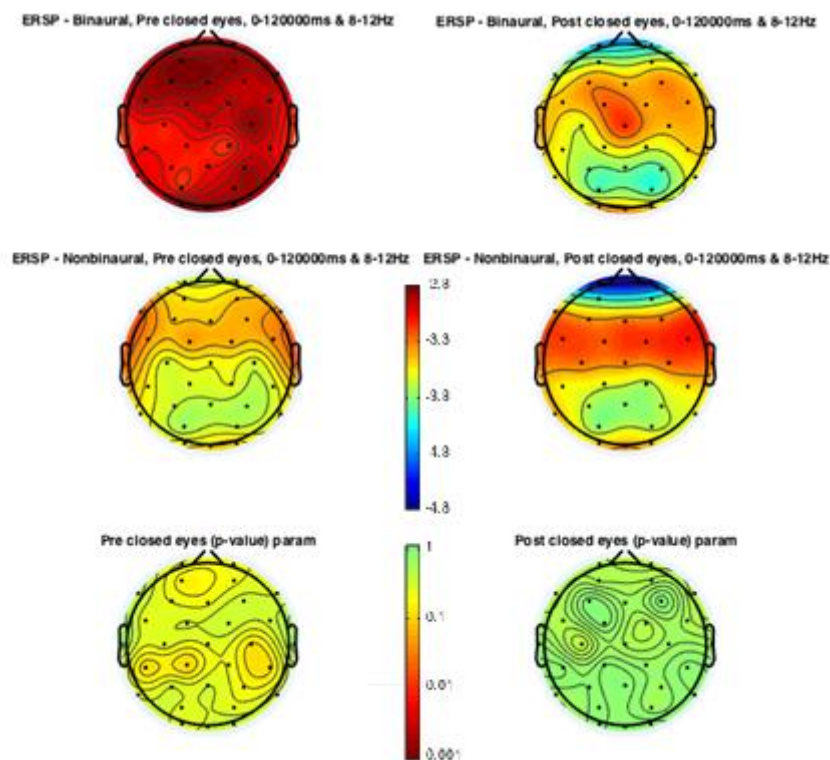 ERSP - Binaural, Pre closed eyes, 0-120000ms & 8-12Hz
ERSP - Binaural, Post closed eyes, 0-120000ms & 8-12Hz
ERSP - Nonbinaural, Pre closed eyes, 0-120000ms & 8-12Hz
ERSP - Nonbinaural, Post closed eyes, 0-120000ms & 8-12Hz
-3.3
-3.8
-4.3
-4.8
Pre closed eyes (p-value) param
Post closed eyes (p-value) param
1
0.1
0.01
0.001